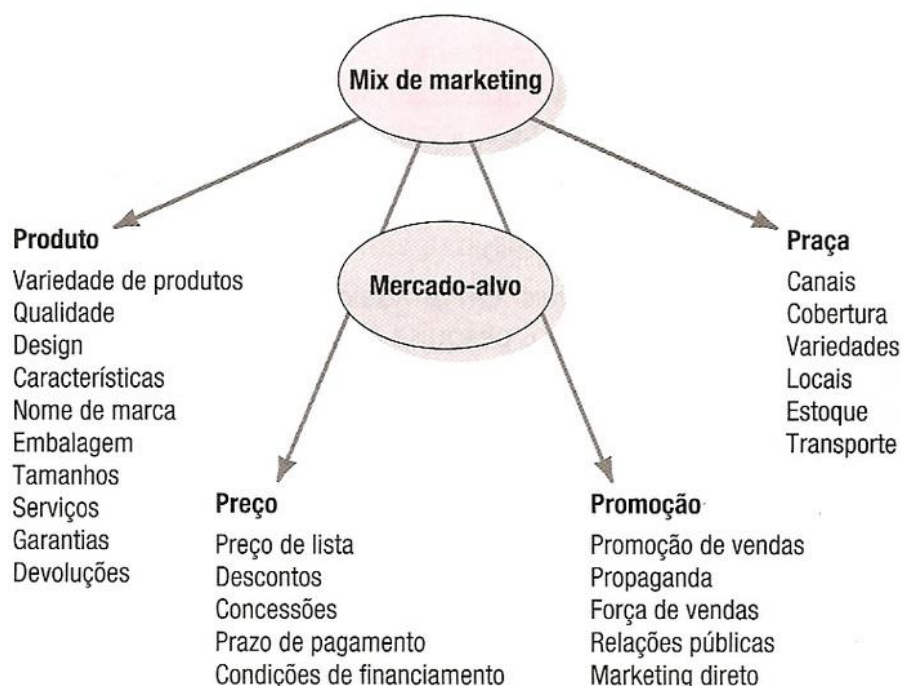 Mix de marketing
Mercado-alvo
Produto
Variedade de produtos
Qualidade
Design
Características
Nome de marca
Embalagem
Tamanhos
Serviços
Garantias
Devoluções
Preço
Preço de lista
Descontos
Concessões
Prazo de pagamento
Condições de financiamento
Promoção
Promoção de vendas
Propaganda
Força de vendas
Relações públicas
Marketing direto
Praça
Canais
Cobertura
Variedades
Locais
Estoque
Transporte